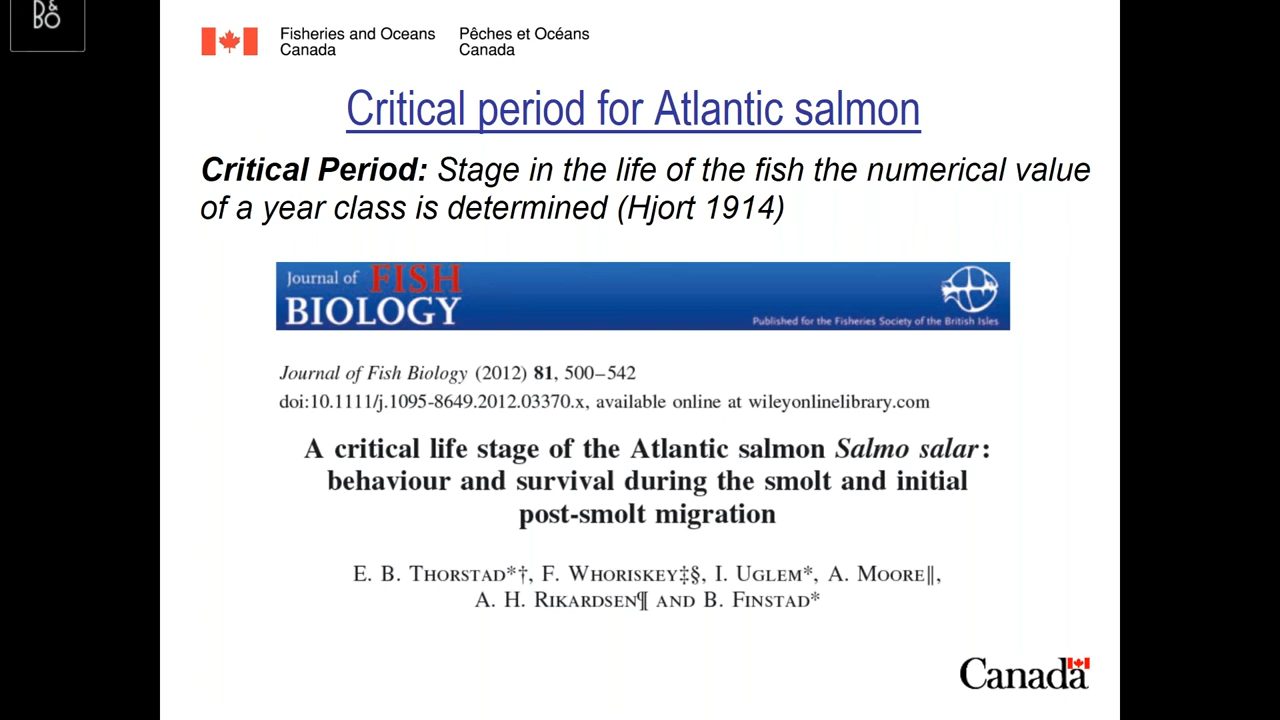 B&
BO
Fisheries and Oceans Pêches et Océans
Canada Canada
Critical period for Atlantic salmon
Critical Period: Stage in the life of the fish the numerical value
of a year class is determined (Hjort 1914)
Journal of FISH
BIOLOGY
Published for the Fisheries Society of the British Isles
Journal of Fish Biology (2012) 81, 500–542
doi:10.1111/j.1095-8649.2012.03370.x, available online at wileyonlinelibrary.com
A critical life stage of the Atlantic salmon Salmo salar:
behaviour and survival during the smolt and initial
post-smolt migration
E. B. Thorstad*†, F. Whoriskey‡§, I. Uglem*, A. Moore‖,
A. H. Rikardsen¶ and B. Finstad*
Canada